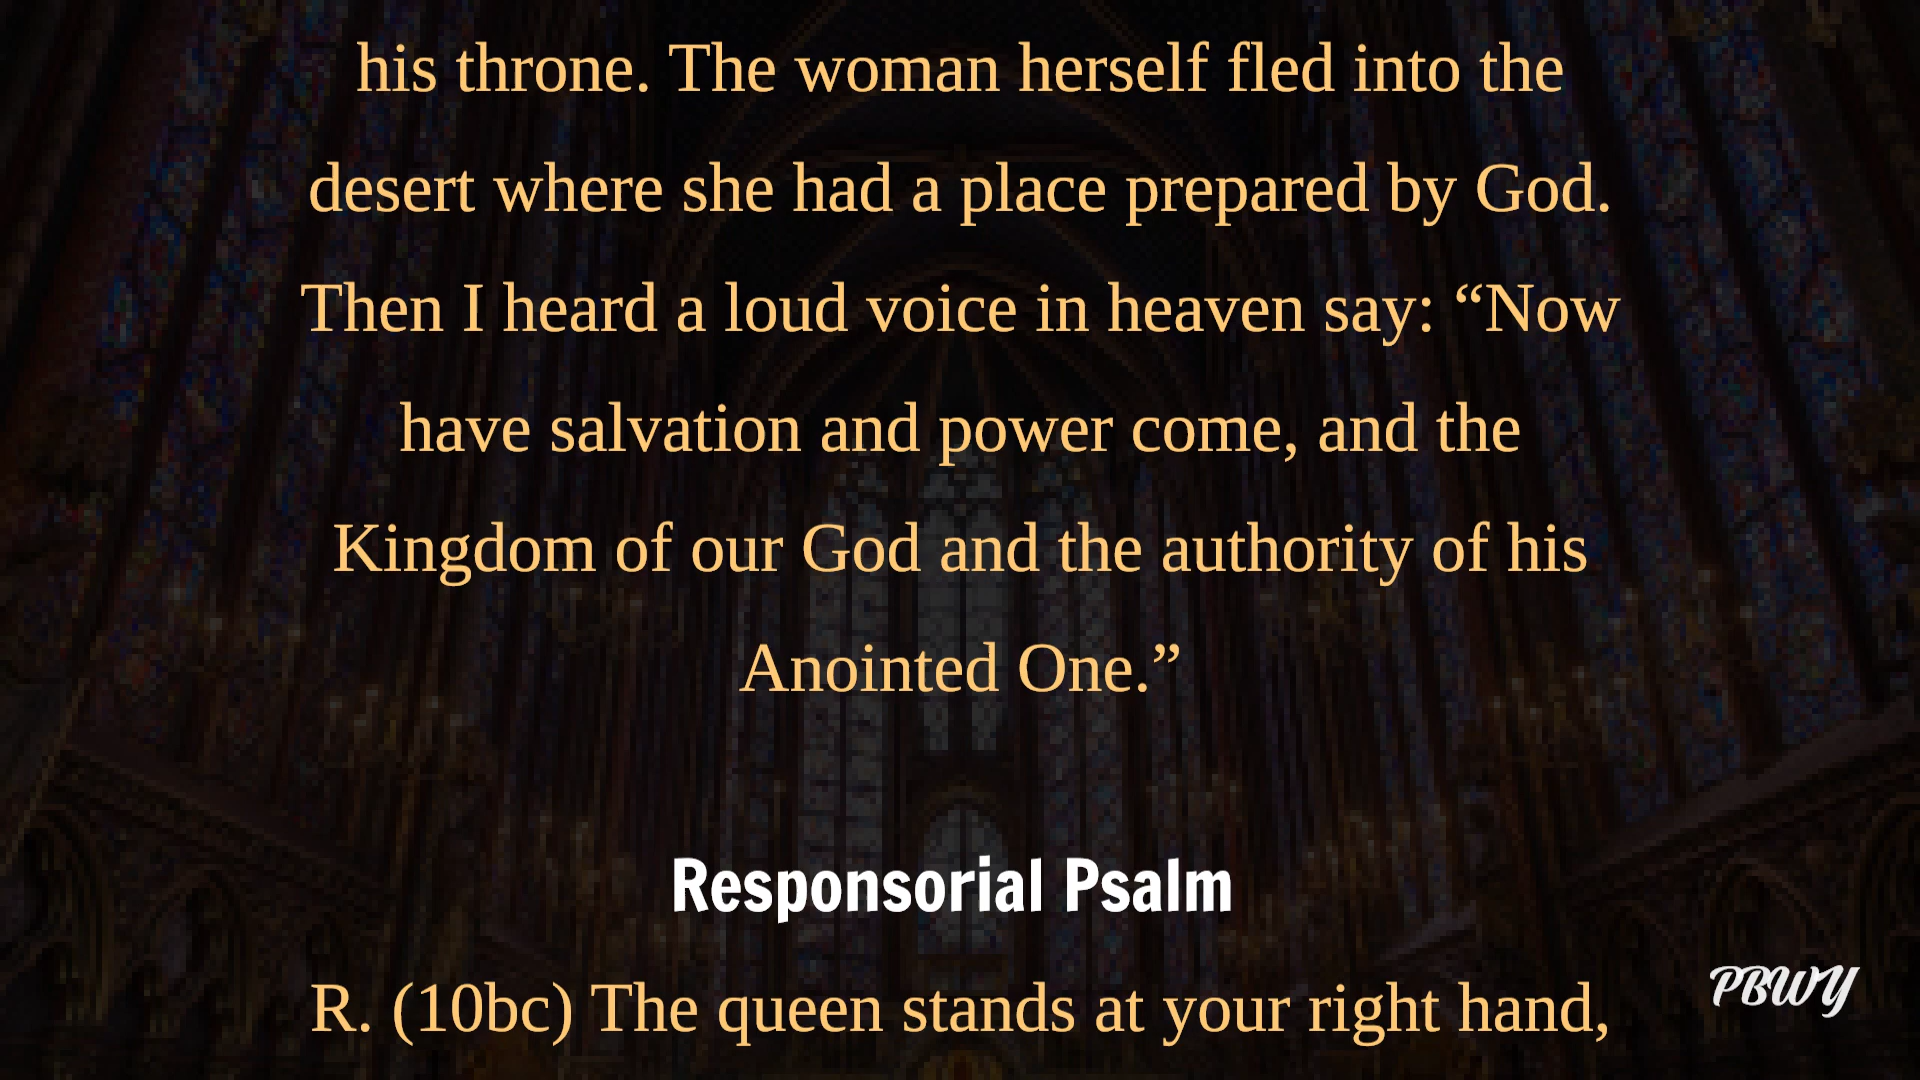 his throne. The woman herself fled into the
desert where she had a place prepared by God.
Then I heard a loud voice in heaven say: “Now
have salvation and power come, and the
Kingdom of our God and the authority of his
Anointed One.”
Responsorial Psalm
R. (10bc) The queen stands at your right hand,
PBWY